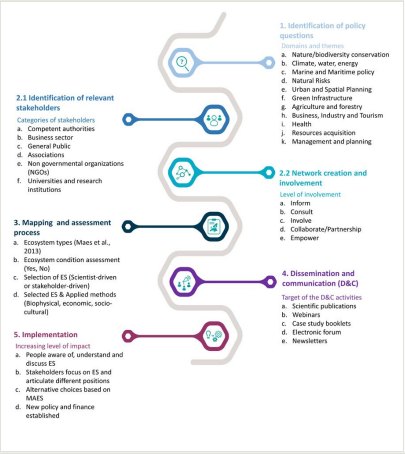 1. Identification of policy
questions
Domains and themes
a. Nature/biodiversity conservation
b. Climate, water, energy
c. Marine and Maritime policy
d. Natural Risks
e. Urban and Spatial Planning
f. Green Infrastructure
g. Agriculture and forestry
h. Business, Industry and Tourism
i. Health
j. Resources acquisition
k. Management and planning
2.1 Identification of relevant
stakeholders
Categories of stakeholders
a. Competent authorities
b. Business sector
c. General Public
d. Associations
e. Non governmental organizations
(NGOs)
f. Universities and research
institutions
2.2 Network creation and
involvement
Level of involvement
a. Inform
b. Consult
c. Involve
d. Collaborate/Partnership
e. Empower
3. Mapping and assessment
process
a. Ecosystem types (Maes et al.,
2013)
b. Ecosystem condition assessment
(Yes, No)
c. Selection of ES (Scientist-driven
or stakeholder-driven)
d. Selected ES & Applied methods
(Biophysical, economic, socio-
cultural)
4. Dissemination and
communication (D&C)
Target of the D&C activities
a. Scientific publications
b. Webinars
c. Case study booklets
d. Electronic forum
e. Newsletters
5. Implementation
Increasing level of impact
a. People aware of, understand and
discuss ES
b. Stakeholders focus on ES and
articulate different positions
c. Alternative choices based on
MAES
d. New policy and finance
established